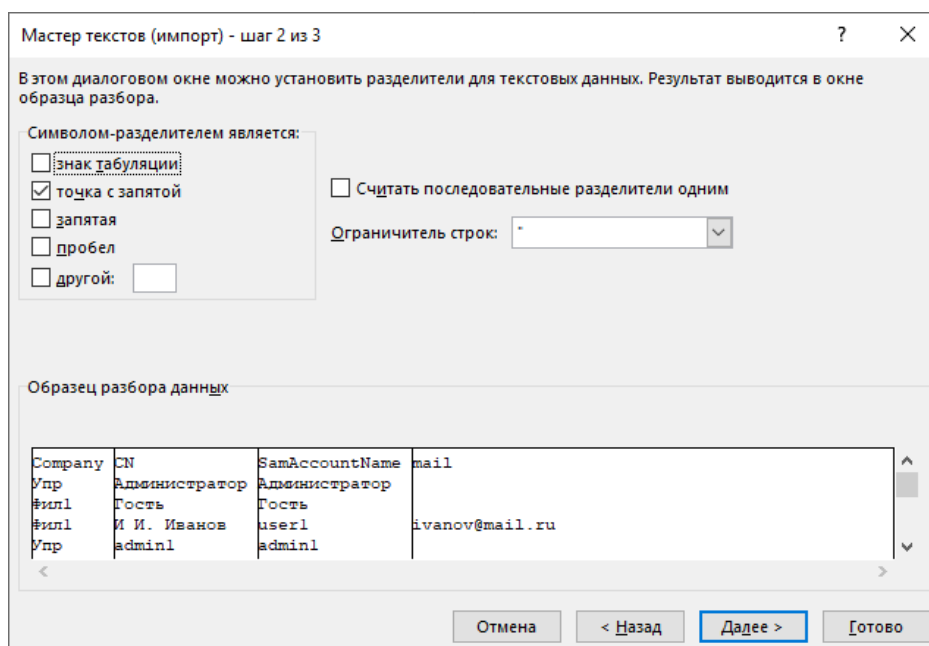 Мастер текстов (импорт) - шаг 2 из 3
? ×
В этом диалоговом окне можно установить разделители для текстовых данных. Результат выводится в окне
образца разбора.
Символом-разделителем является:
знак табуляции
точка с запятой
запятая
пробел
другой:
Считать последовательные разделители одним
Ограничитель строк: "
Образец разбора данных
Company CN SamAccountName mail
Упр Администратор Администратор
Фил1 Гость Гость
Фил1 И И. Иванов user1 ivanov@mail.ru
Упр admin1 admin1
Отмена < Назад Далее > Готово